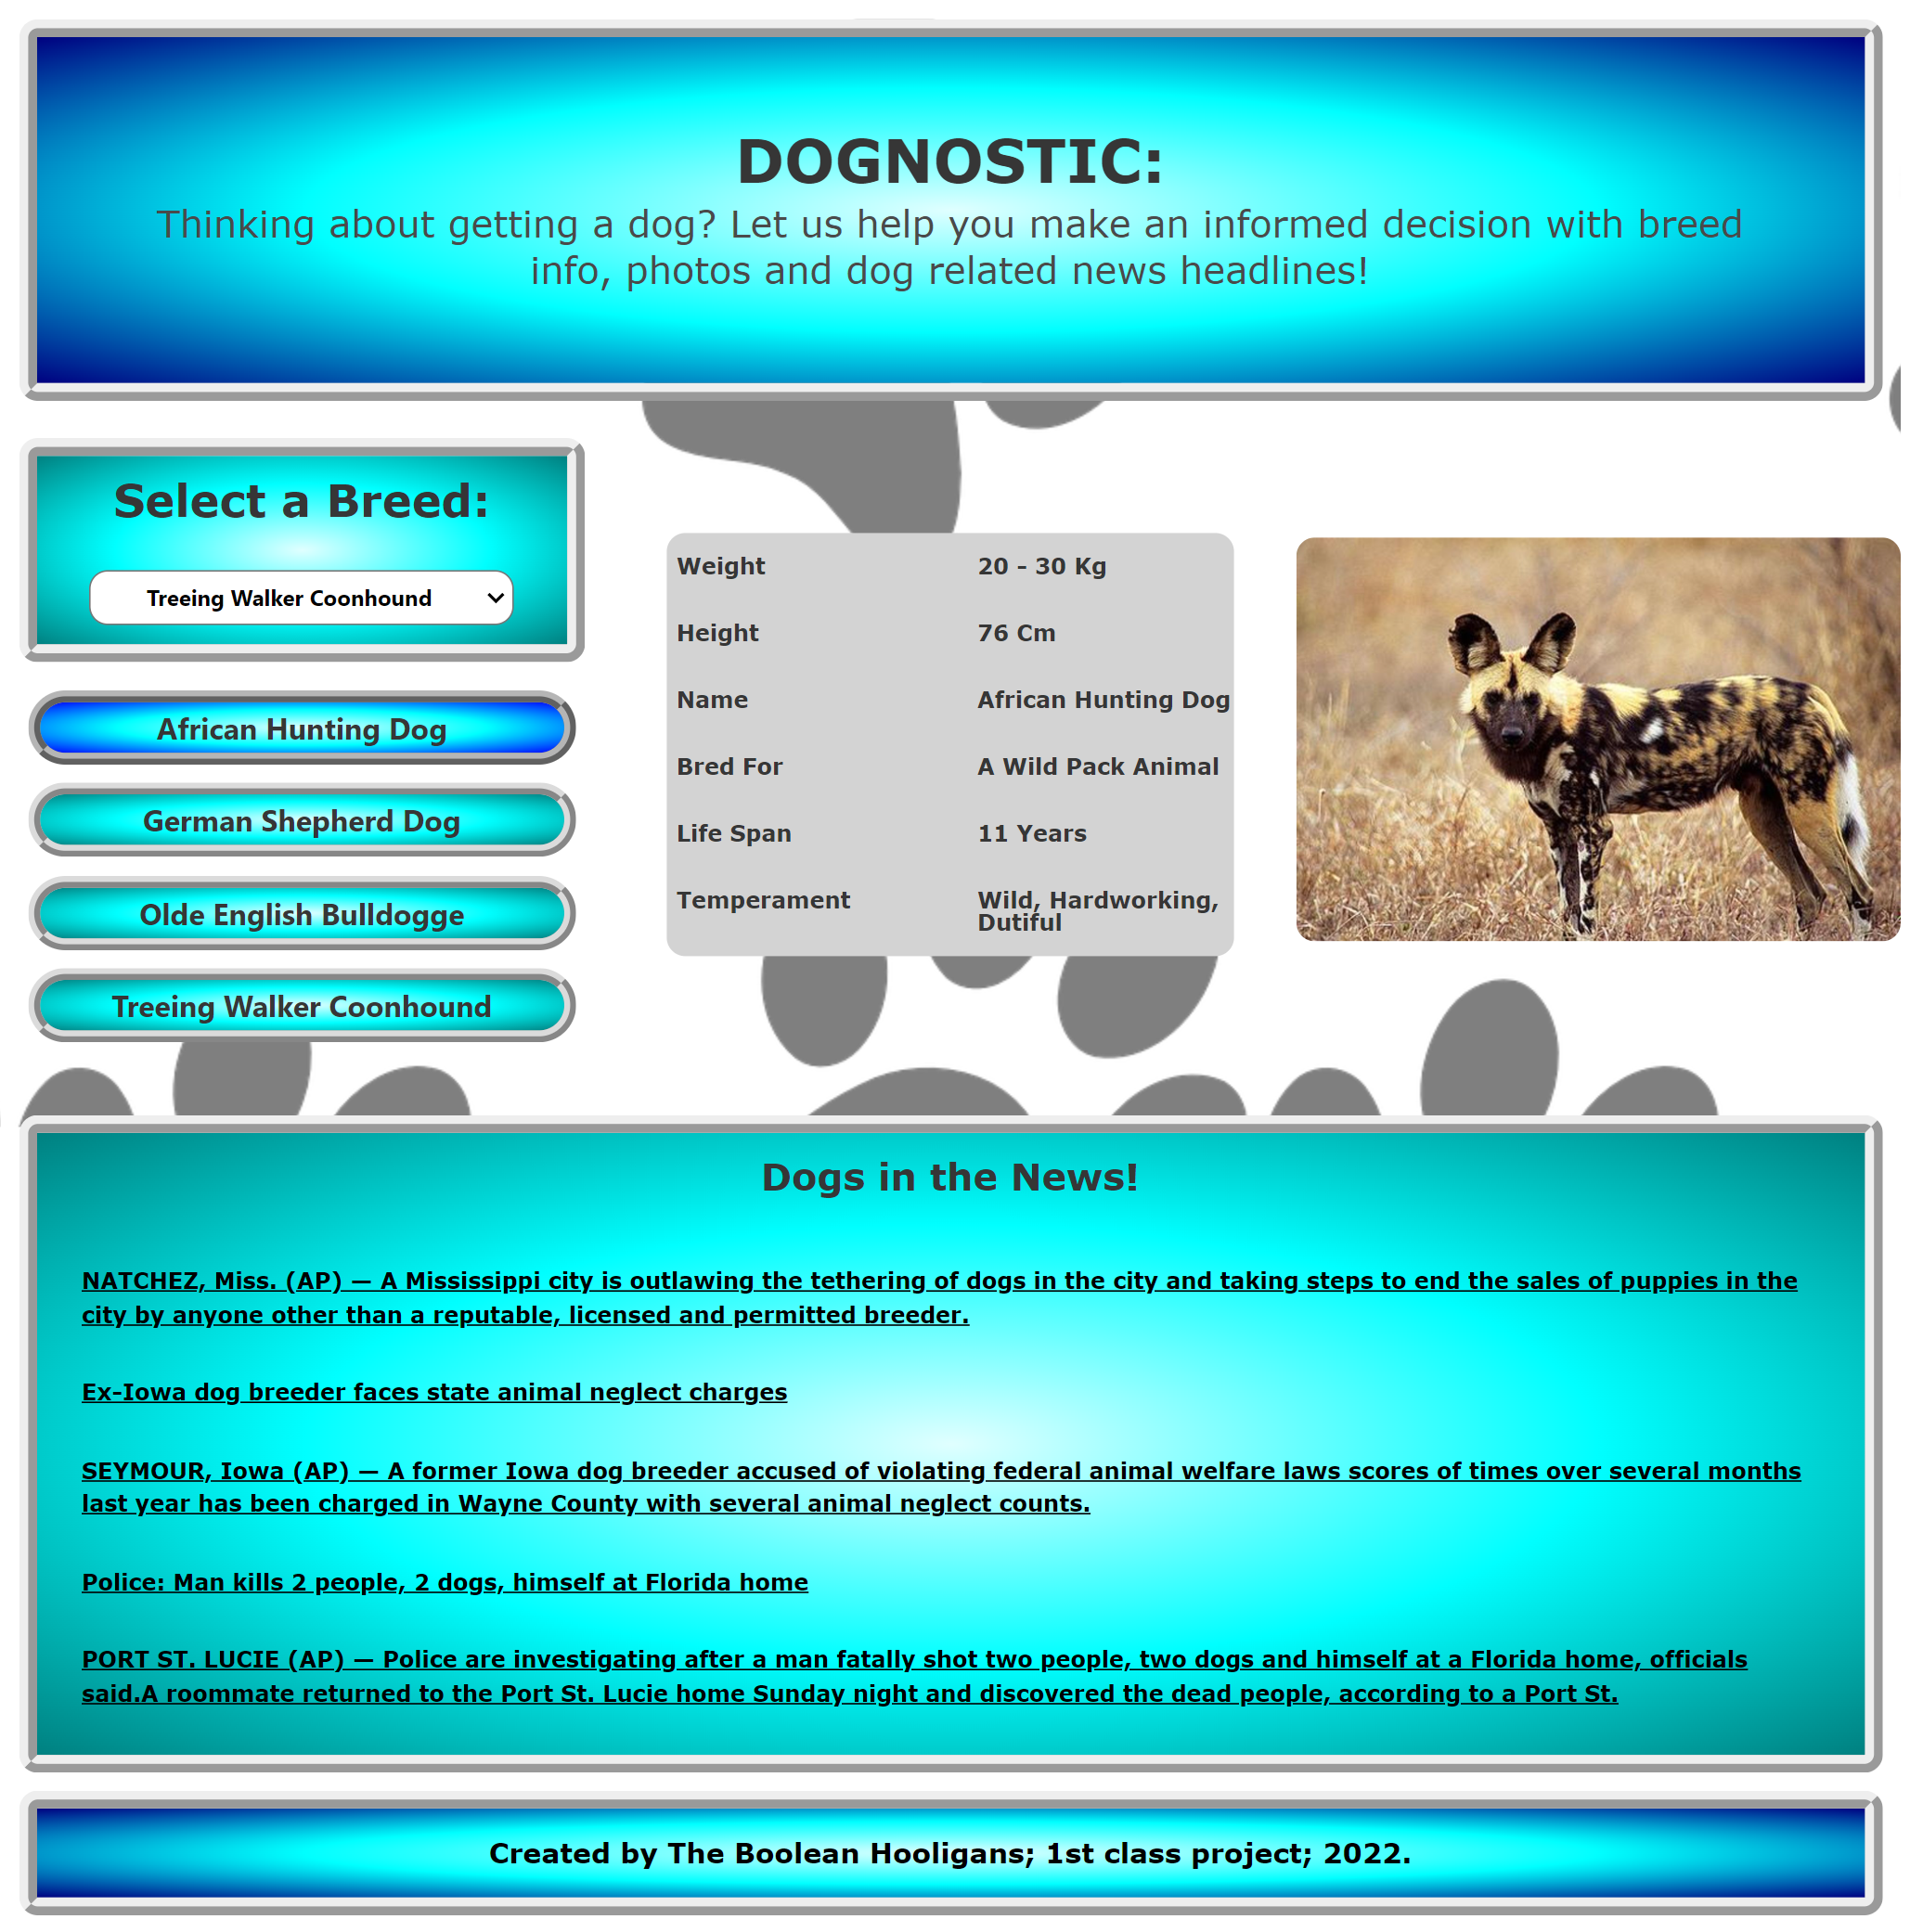 DOGNOSTIC:
Thinking about getting a dog? Let us help you make an informed decision with breed
info, photos and dog related news headlines!
Select a Breed:
Treeing Walker Coonhound
African Hunting Dog
German Shepherd Dog
Olde English Bulldogge
Treeing Walker Coonhound
Weight 20 – 30 Kg
Height 76 Cm
Name African Hunting Dog
Bred For A Wild Pack Animal
Life Span 11 Years
Temperament Wild, Hardworking,
Dutiful
Dogs in the News!
NATCHEZ, Miss. (AP) — A Mississippi city is outlawing the tethering of dogs in the city and taking steps to end the sales of puppies in the
city by anyone other than a reputable, licensed and permitted breeder.
Ex-Iowa dog breeder faces state animal neglect charges
SEYMOUR, Iowa (AP) — A former Iowa dog breeder accused of violating federal animal welfare laws scores of times over several months
last year has been charged in Wayne County with several animal neglect counts.
Police: Man kills 2 people, 2 dogs, himself at Florida home
PORT ST. LUCIE (AP) — Police are investigating after a man fatally shot two people, two dogs and himself at a Florida home, officials
said.A roommate returned to the Port St. Lucie home Sunday night and discovered the dead people, according to a Port St.
Created by The Boolean Hooligans; 1st class project; 2022.